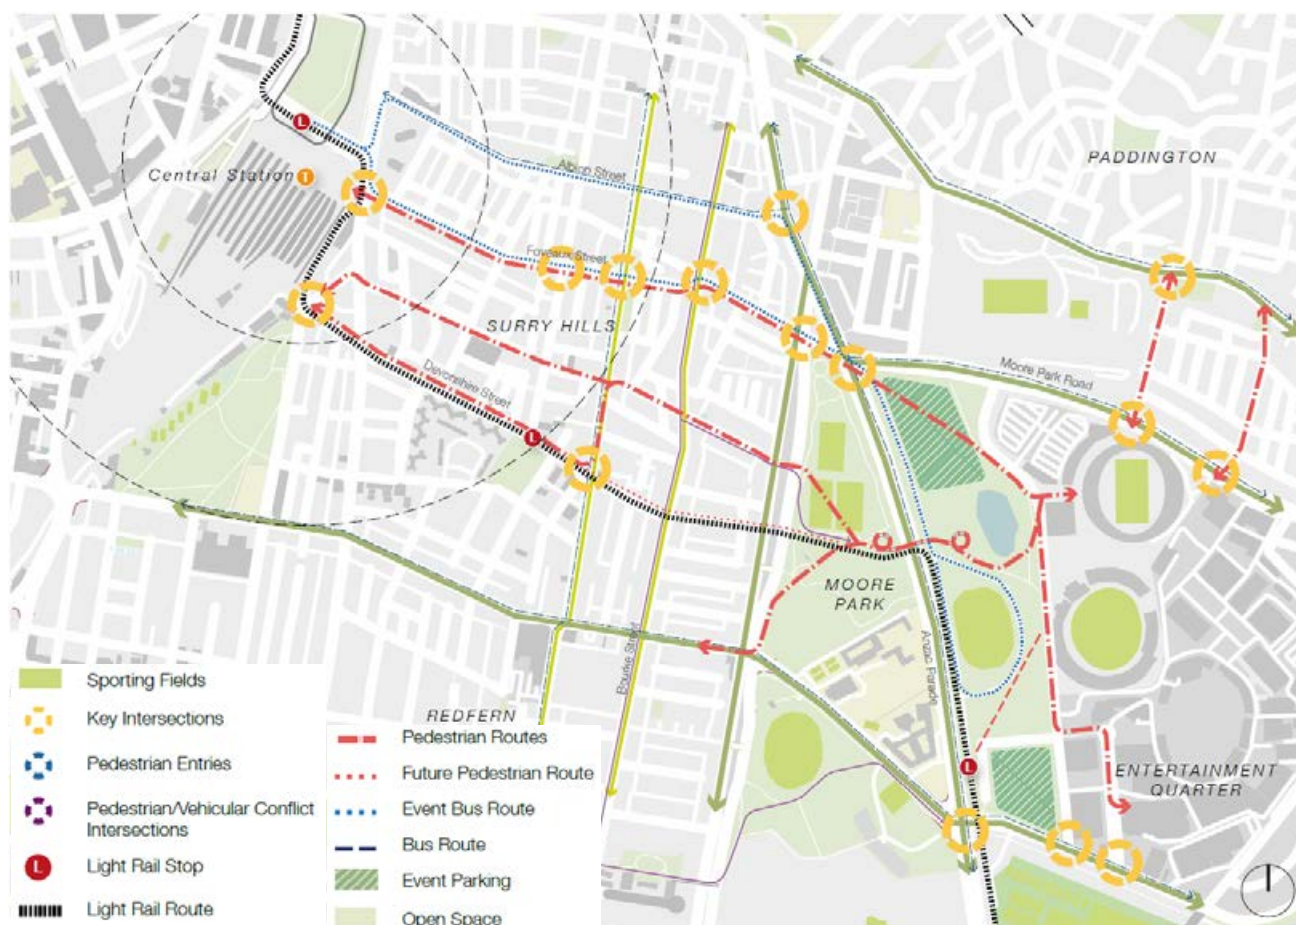 L
Central Station T
Albion Street
PADDINGTON
Foveaux Street
SURRY HILLS
Moore Park Road
Devonshire Street
L
MOORE
PARK
Bourke Street
Anzac Parade
REDFERN
L
ENTERTAINMENT
QUARTER
Sporting Fields
Key Intersections
Pedestrian Entries
Pedestrian/Vehicular Conflict
Intersections
L Light Rail Stop
Light Rail Route
Pedestrian Routes
Future Pedestrian Route
Event Bus Route
Bus Route
Event Parking
Open Space